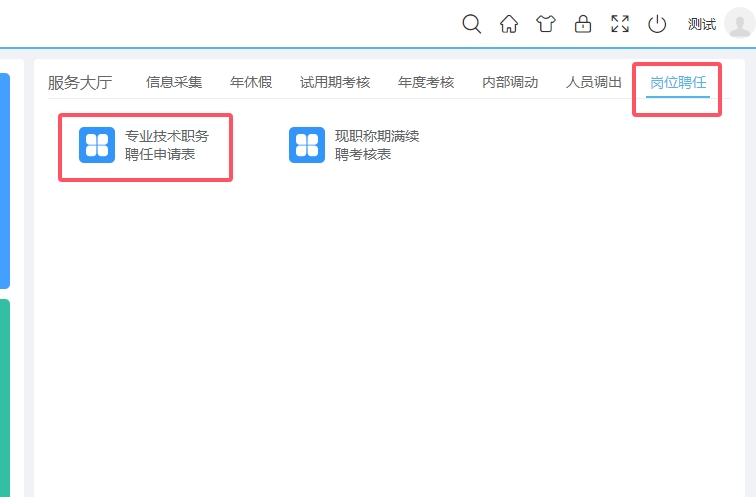 测试
服务大厅 信息采集 年休假 试用期考核 年度考核 内部调动 人员调出 岗位聘任
专业技术职务
聘任申请表
现职称期满续
聘考核表